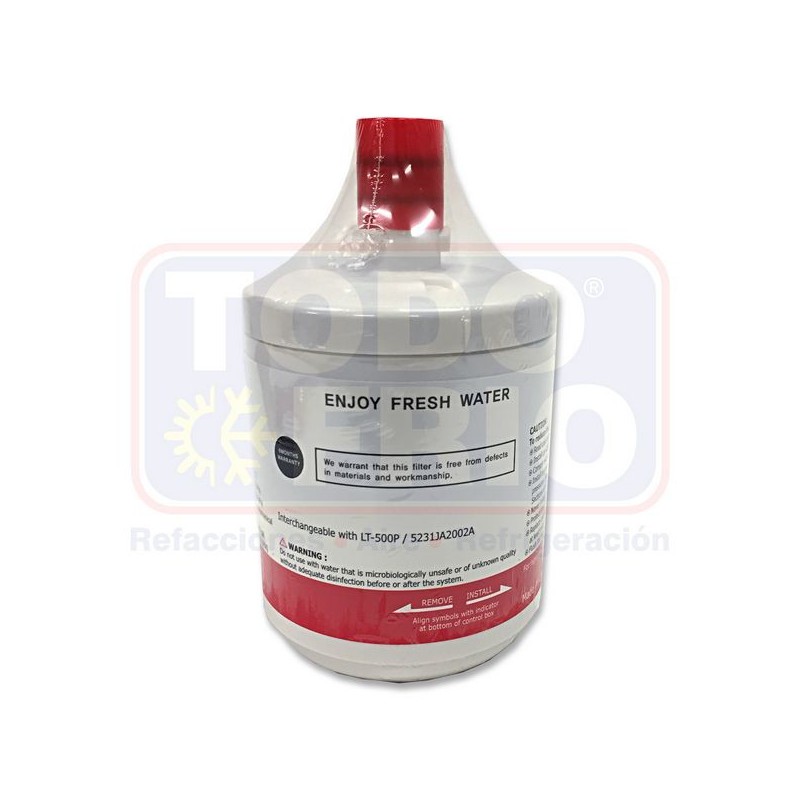 TODO
FRIO
®
Refacciones • Aire • Refrigeración
ENJOY FRESH WATER
6MONTHS
WARRANTY
We warrant that this filter is free from defects
in materials and workmanship.
Interchangeable with LT-500P / 5231JA2002A
⚠ WARNING :
Do not use with water that is microbiologically unsafe or of unknown quality
without adequate disinfection before or after the system.
REMOVE INSTALL
Align symbols with indicator
at bottom of control box
CAUTION